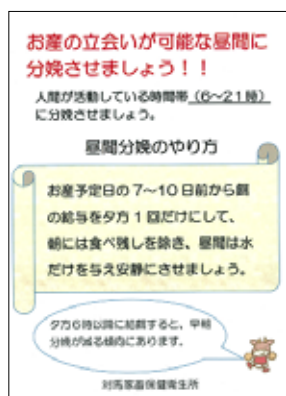 お産の立会いが可能な昼間に
分娩させましょう！！
人間が活動している時間帯（6～21時）
に分娩させましょう。
昼間分娩のやり方
お産予定日の7～10日前から餌
の給与を夕方1回だけにして、
朝には食べ残しを除き、昼間は水
だけを与え安静にさせましょう。
夕方6時以降に給餌すると、早朝
分娩が減る傾向にあります。
対馬家畜保健衛生所